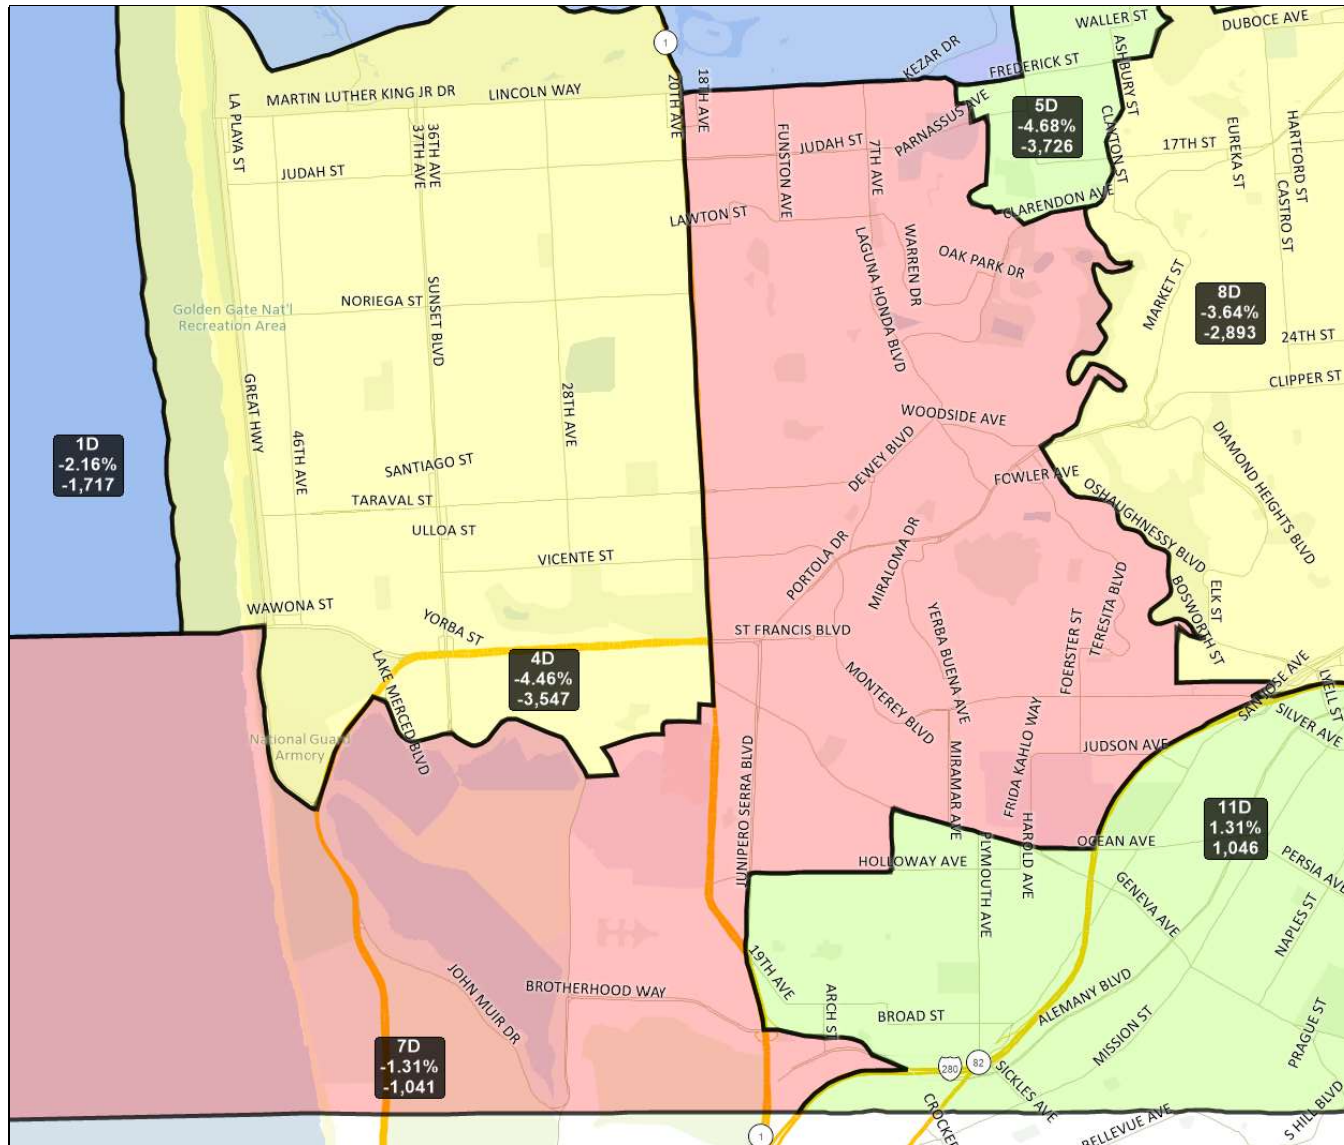 WALLER ST
DUBOCE AVE
1
KEZAR DR
FREDERICK ST
ASHBURY ST
20TH AVE
18TH AVE
LA PLAYA ST
MARTIN LUTHER KING JR DR
LINCOLN WAY
5D
-4.68%
-3,726
PARNASSUS AVE
CLAYTON ST
EUREKA ST
HARTFORD ST
37TH AVE
36TH AVE
FUNSTON AVE
JUDAH ST
7TH AVE
17TH ST
JUDAH ST
CASTRO ST
CLARENDON AVE
LAWTON ST
LAGUNA HONDA BLVD
WARREN DR
OAK PARK DR
MARKET ST
8D
-3.64%
-2,893
SUNSET BLVD
NORIEGA ST
Golden Gate Nat'l
Recreation Area
24TH ST
CLIPPER ST
GREAT HWY
28TH AVE
WOODSIDE AVE
1D
-2.16%
-1,717
46TH AVE
SANTIAGO ST
DEWEY BLVD
FOWLER AVE
DIAMOND HEIGHTS BLVD
OSHAUGHNESSY BLVD
TARAVAL ST
ULLOA ST
VICENTE ST
PORTOLA DR
MIRALOMA DR
TERESITA BLVD
BOSWORTH ST
ELK ST
WAWONA ST
YORBA ST
ST FRANCIS BLVD
YERBA BUENA AVE
FOERSTER ST
4D
-4.46%
-3,547
LAKE MERCED BLVD
MONTEREY BLVD
SAN JOSE AVE
LYELL ST
SILVER AVE
National Guard
Armory
JUNIPERO SERRA BLVD
MIRAMAR AVE
FRIDA KAHLO WAY
JUDSON AVE
11D
1.31%
1,046
HOLLOWAY AVE
PLYMOUTH AVE
HAROLD AVE
OCEAN AVE
PERSIA AVE
GENEVA AVE
NAPLES ST
19TH AVE
JOHN MUIR DR
BROTHERHOOD WAY
ARCH ST
BROAD ST
ALEMANY BLVD
MISSION ST
PRAGUE ST
7D
-1.31%
-1,041
280
82
SICKLES AVE
CROCKE
BELLEVUE AVE
S HILL BLVD
1